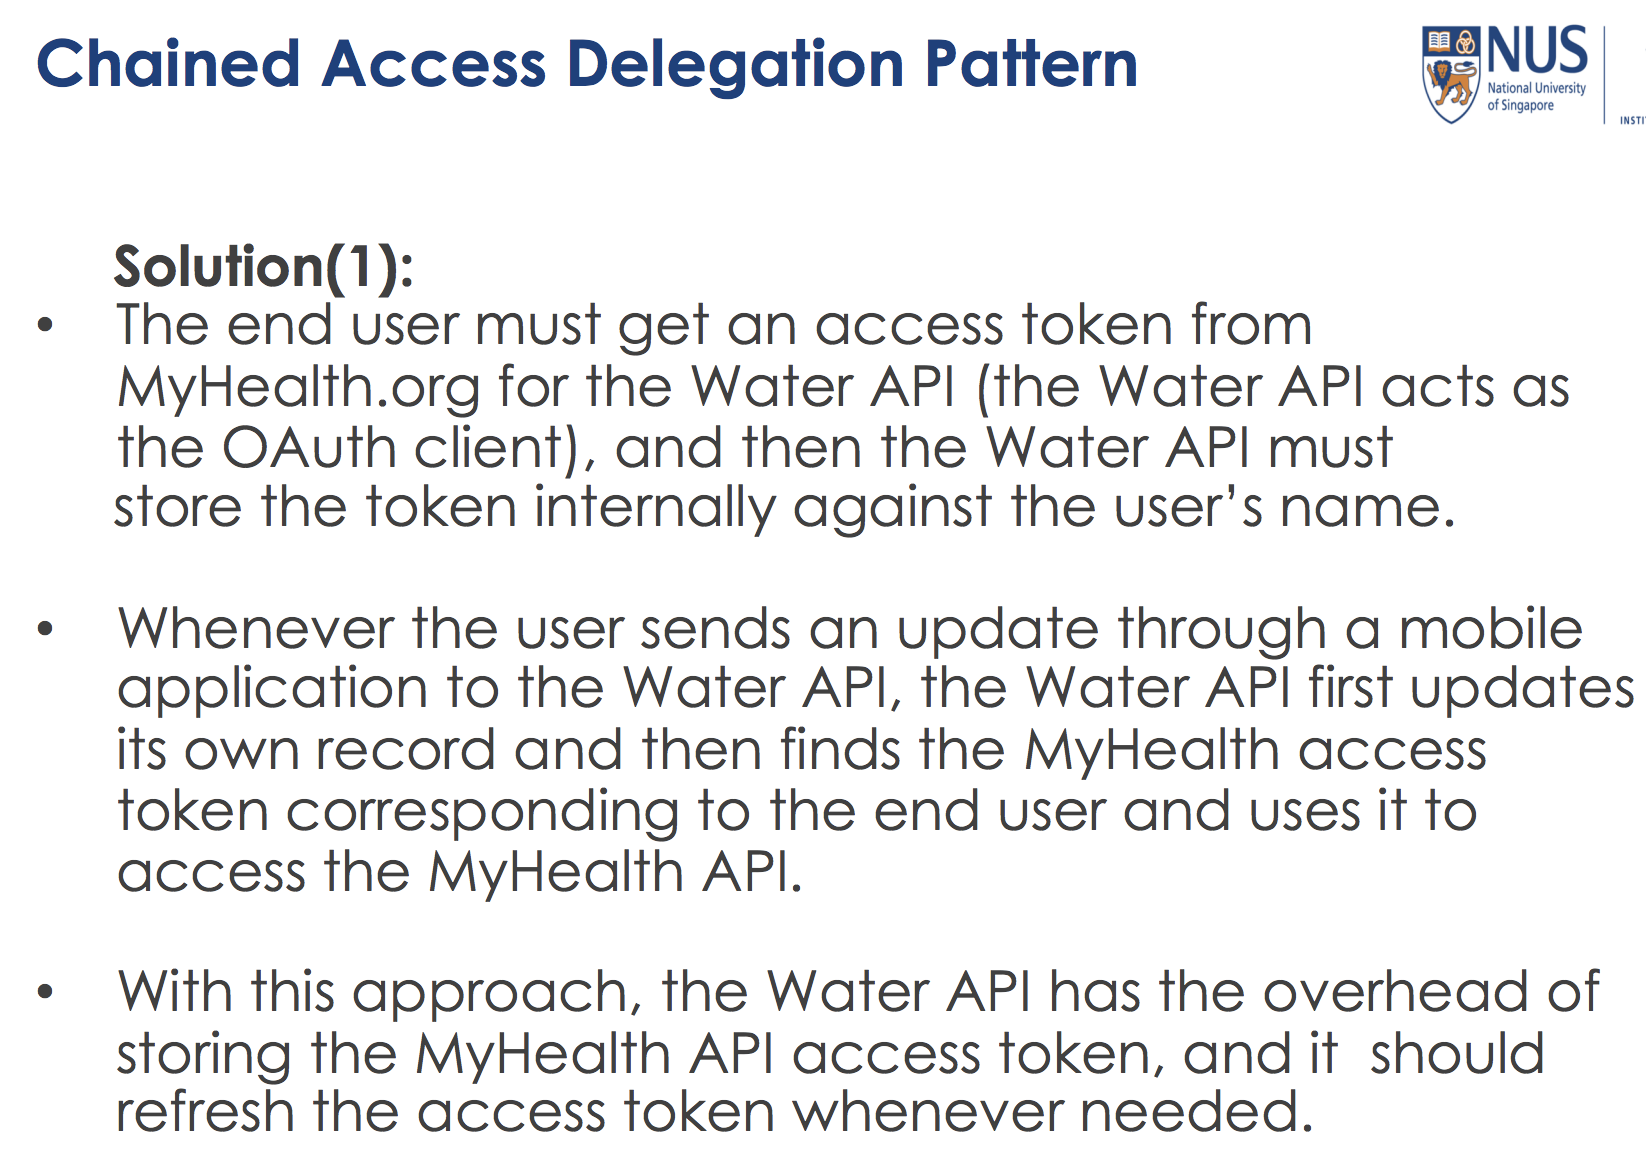 Chained Access Delegation Pattern
NUS
National University
of Singapore
Solution(1):
• The end user must get an access token from
MyHealth.org for the Water API (the Water API acts as
the OAuth client), and then the Water API must
store the token internally against the user’s name.
• Whenever the user sends an update through a mobile
application to the Water API, the Water API first updates
its own record and then finds the MyHealth access
token corresponding to the end user and uses it to
access the MyHealth API.
• With this approach, the Water API has the overhead of
storing the MyHealth API access token, and it  should
refresh the access token whenever needed.